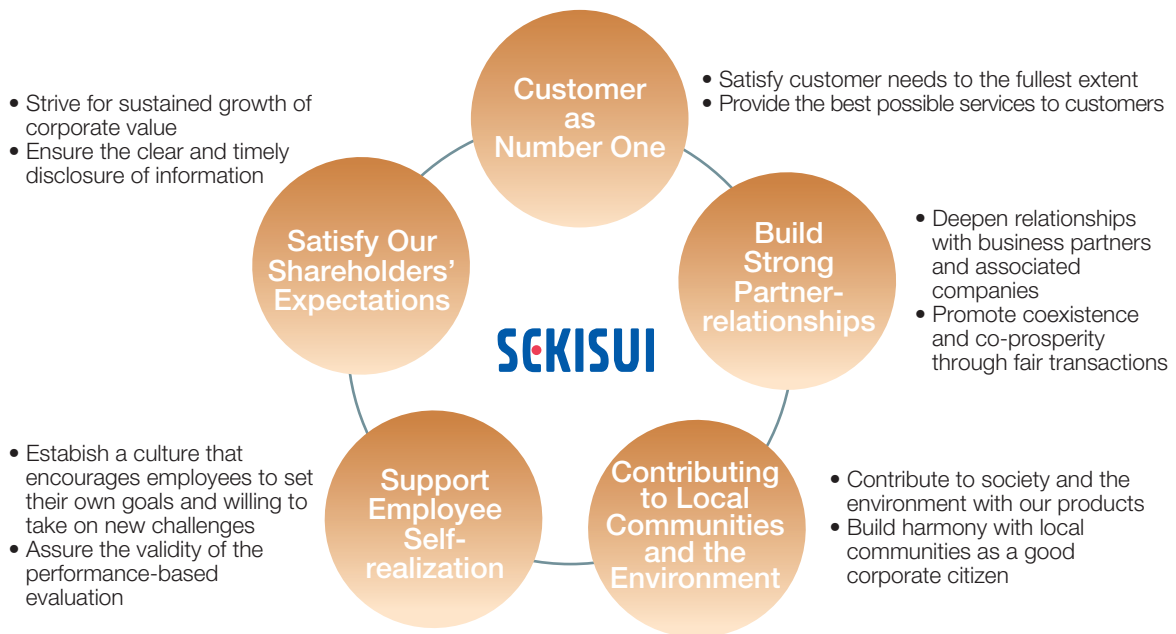 Customer
as
Number One
• Satisfy customer needs to the fullest extent
• Provide the best possible services to customers
Build
Strong
Partner-
relationships
• Deepen relationships
with business partners
and associated
companies
• Promote coexistence
and co-prosperity
through fair transactions
Contributing
to Local
Communities
and the
Environment
• Contribute to society and the
environment with our products
• Build harmony with local
communities as a good
corporate citizen
Support
Employee
Self-
realization
• Estabish a culture that
encourages employees to set
their own goals and willing to
take on new challenges
• Assure the validity of the
performance-based
evaluation
Satisfy Our
Shareholders’
Expectations
• Strive for sustained growth of
corporate value
• Ensure the clear and timely
disclosure of information
SEKISUI